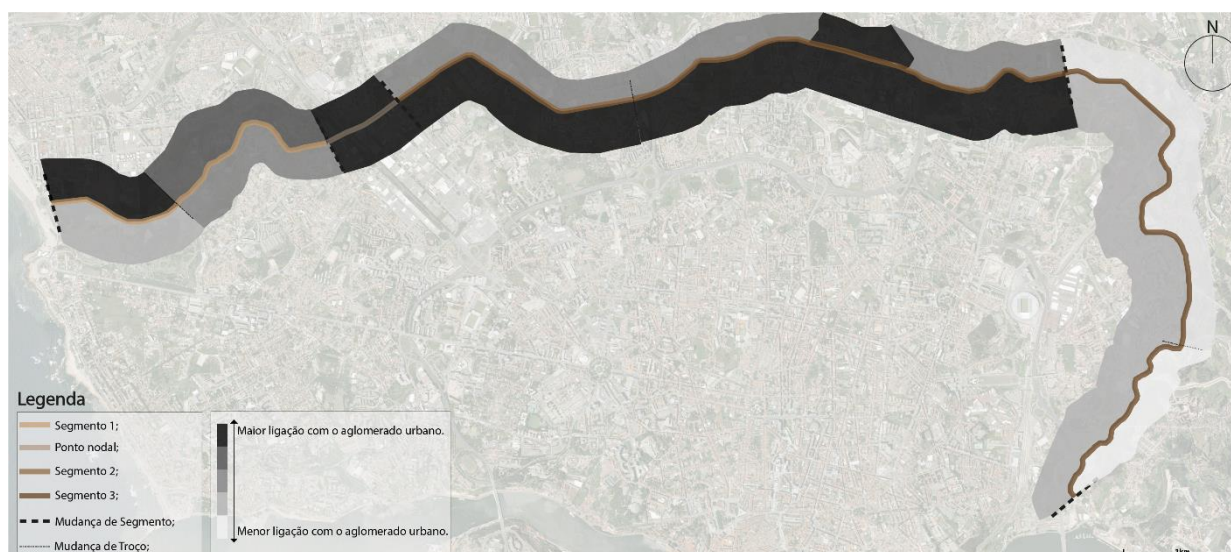 N
Legenda
Segmento 1;
Ponto nodal;
Segmento 2;
Segmento 3;
Mudança de Segmento;
Mudança de Troço;
Maior ligação com o aglomerado urbano.
Menor ligação com o aglomerado urbano.
1km